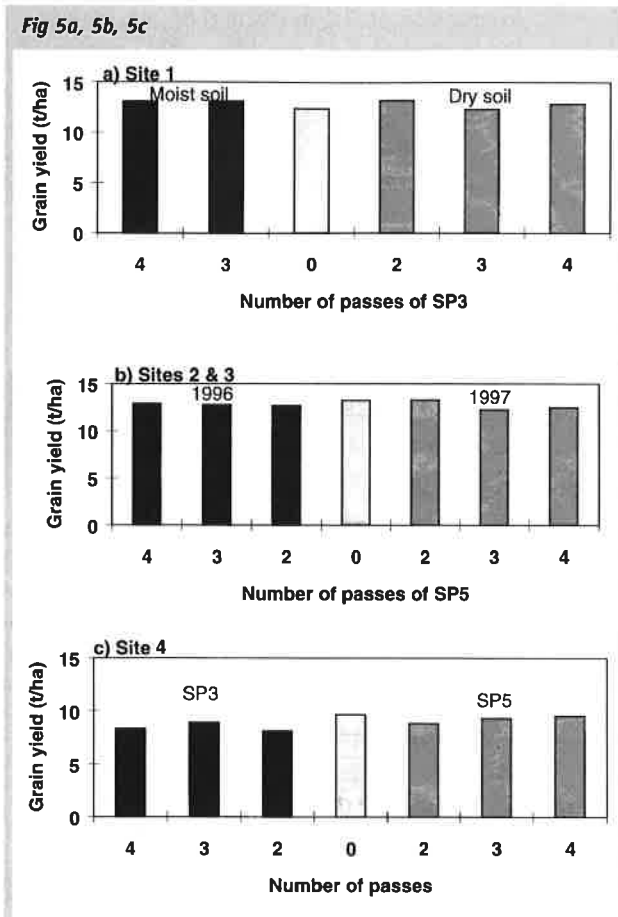 Fig 5a, 5b, 5c
a) Site 1
Moist soil Dry soil
Grain yield (t/ha)
15
10
5
0
4 3 0 2 3 4
Number of passes of SP3
b) Sites 2 & 3
1996 1997
Grain yield (t/ha)
15
10
5
0
4 3 2 0 2 3 4
Number of passes of SP5
c) Site 4
SP3 SP5
Grain yield (t/ha)
15
10
5
0
4 3 2 0 2 3 4
Number of passes